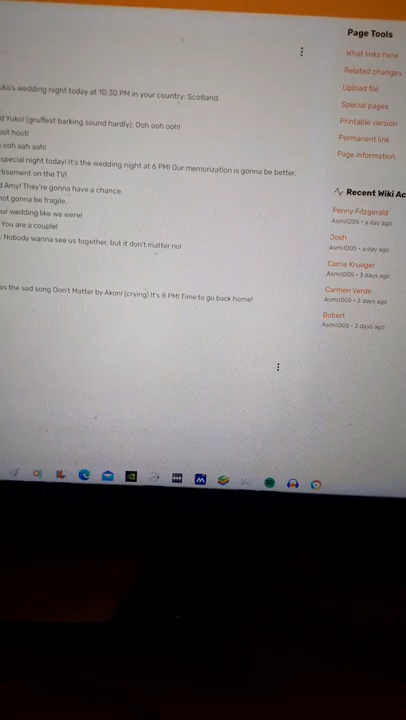 uko's wedding night today at 10:30 PM in your country: Scotland.
d Yuko! (gruffest barking sound hardly): Ooh ooh ooh!
oot hoot!
ooh aah aah!
special night today! It's the wedding night at 6 PM! Our memorization is gonna be better.
tisement on the TV!
d Amy! They're gonna have a chance.
not gonna be fragile.
ur wedding like we were!
You are a couple!
: Nobody wanna see us together, but it don't matter no!
as the sad song Don't Matter by Akon! (crying) It's 8 PM! Time to go back home!
Page Tools
What links here
Related changes
Upload file
Special pages
Printable version
Permanent link
Page information
Recent Wiki Ac
Penny Fitzgerald
Asmit005 • a day ago
Josh
Asmit005 • a day ago
Carrie Krueger
Asmit005 • 3 days ago
Carmen Verde
Asmit005 • 3 days ago
Bobert
Asmit005 • 3 days ago